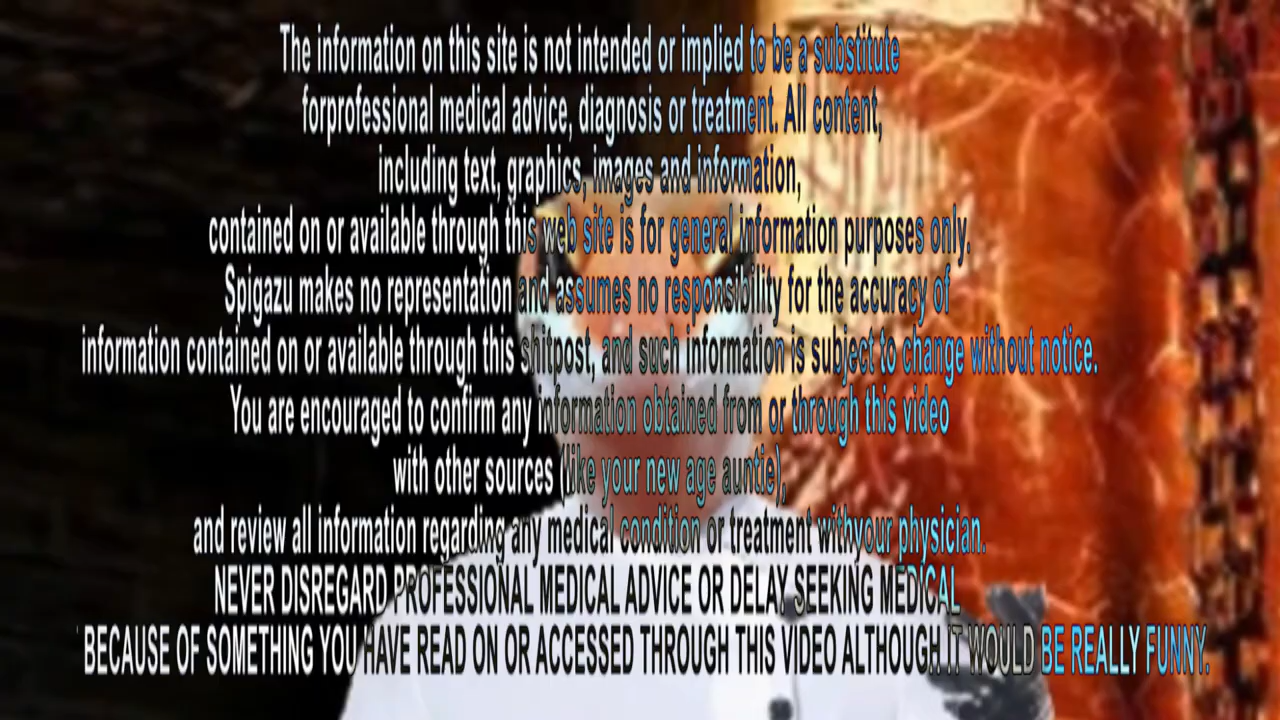 The information on this site is not intended or implied to be a substitute
forprofessional medical advice, diagnosis or treatment. All content,
including text, graphics, images and information,
contained on or available through this web site is for general information purposes only.
Spigazu makes no representation and assumes no responsibility for the accuracy of
information contained on or available through this shitpost, and such information is subject to change without notice.
You are encouraged to confirm any information obtained from or through this video
with other sources (like your new age auntie),
and review all information regarding any medical condition or treatment withyour physician.
NEVER DISREGARD PROFESSIONAL MEDICAL ADVICE OR DELAY SEEKING MEDICAL
BECAUSE OF SOMETHING YOU HAVE READ ON OR ACCESSED THROUGH THIS VIDEO ALTHOUGH IT WOULD BE REALLY FUNNY.